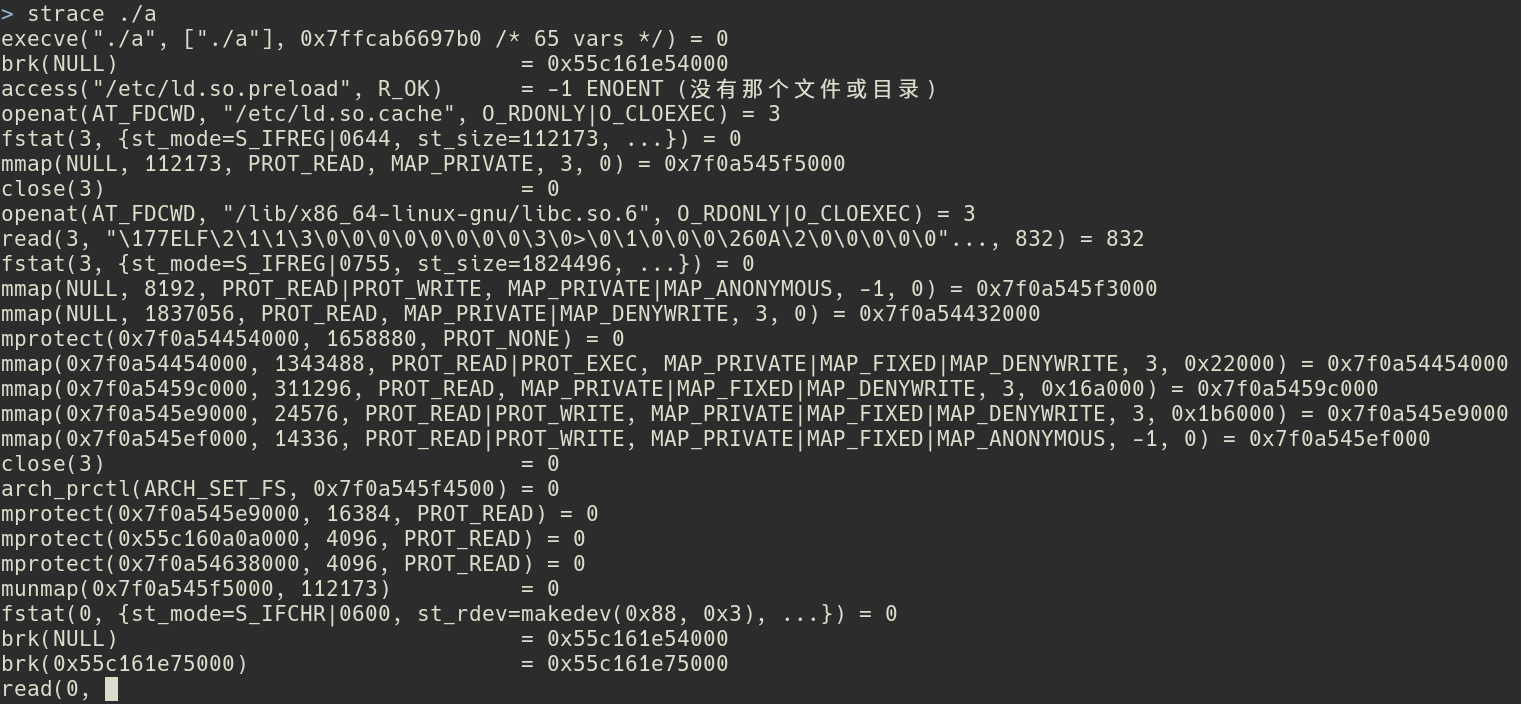 > strace ./a
execve("./a", ["./a"], 0x7ffcab6697b0 /* 65 vars */) = 0
brk(NULL)                               = 0x55c161e54000
access("/etc/ld.so.preload", R_OK)      = -1 ENOENT (没有那个文件或目录)
openat(AT_FDCWD, "/etc/ld.so.cache", O_RDONLY|O_CLOEXEC) = 3
fstat(3, {st_mode=S_IFREG|0644, st_size=112173, ...}) = 0
mmap(NULL, 112173, PROT_READ, MAP_PRIVATE, 3, 0) = 0x7f0a545f5000
close(3)                                = 0
openat(AT_FDCWD, "/lib/x86_64-linux-gnu/libc.so.6", O_RDONLY|O_CLOEXEC) = 3
read(3, "\177ELF\2\1\1\3\0\0\0\0\0\0\0\0\3\0>\0\1\0\0\0\260A\2\0\0\0\0\0"..., 832) = 832
fstat(3, {st_mode=S_IFREG|0755, st_size=1824496, ...}) = 0
mmap(NULL, 8192, PROT_READ|PROT_WRITE, MAP_PRIVATE|MAP_ANONYMOUS, -1, 0) = 0x7f0a545f3000
mmap(NULL, 1837056, PROT_READ, MAP_PRIVATE|MAP_DENYWRITE, 3, 0) = 0x7f0a54432000
mprotect(0x7f0a54454000, 1658880, PROT_NONE) = 0
mmap(0x7f0a54454000, 1343488, PROT_READ|PROT_EXEC, MAP_PRIVATE|MAP_FIXED|MAP_DENYWRITE, 3, 0x22000) = 0x7f0a54454000
mmap(0x7f0a5459c000, 311296, PROT_READ, MAP_PRIVATE|MAP_FIXED|MAP_DENYWRITE, 3, 0x16a000) = 0x7f0a5459c000
mmap(0x7f0a545e9000, 24576, PROT_READ|PROT_WRITE, MAP_PRIVATE|MAP_FIXED|MAP_DENYWRITE, 3, 0x1b6000) = 0x7f0a545e9000
mmap(0x7f0a545ef000, 14336, PROT_READ|PROT_WRITE, MAP_PRIVATE|MAP_FIXED|MAP_ANONYMOUS, -1, 0) = 0x7f0a545ef000
close(3)                                = 0
arch_prctl(ARCH_SET_FS, 0x7f0a545f4500) = 0
mprotect(0x7f0a545e9000, 16384, PROT_READ) = 0
mprotect(0x55c160a0a000, 4096, PROT_READ) = 0
mprotect(0x7f0a54638000, 4096, PROT_READ) = 0
munmap(0x7f0a545f5000, 112173)          = 0
fstat(0, {st_mode=S_IFCHR|0600, st_rdev=makedev(0x88, 0x3), ...}) = 0
brk(NULL)                               = 0x55c161e54000
brk(0x55c161e75000)                     = 0x55c161e75000
read(0,